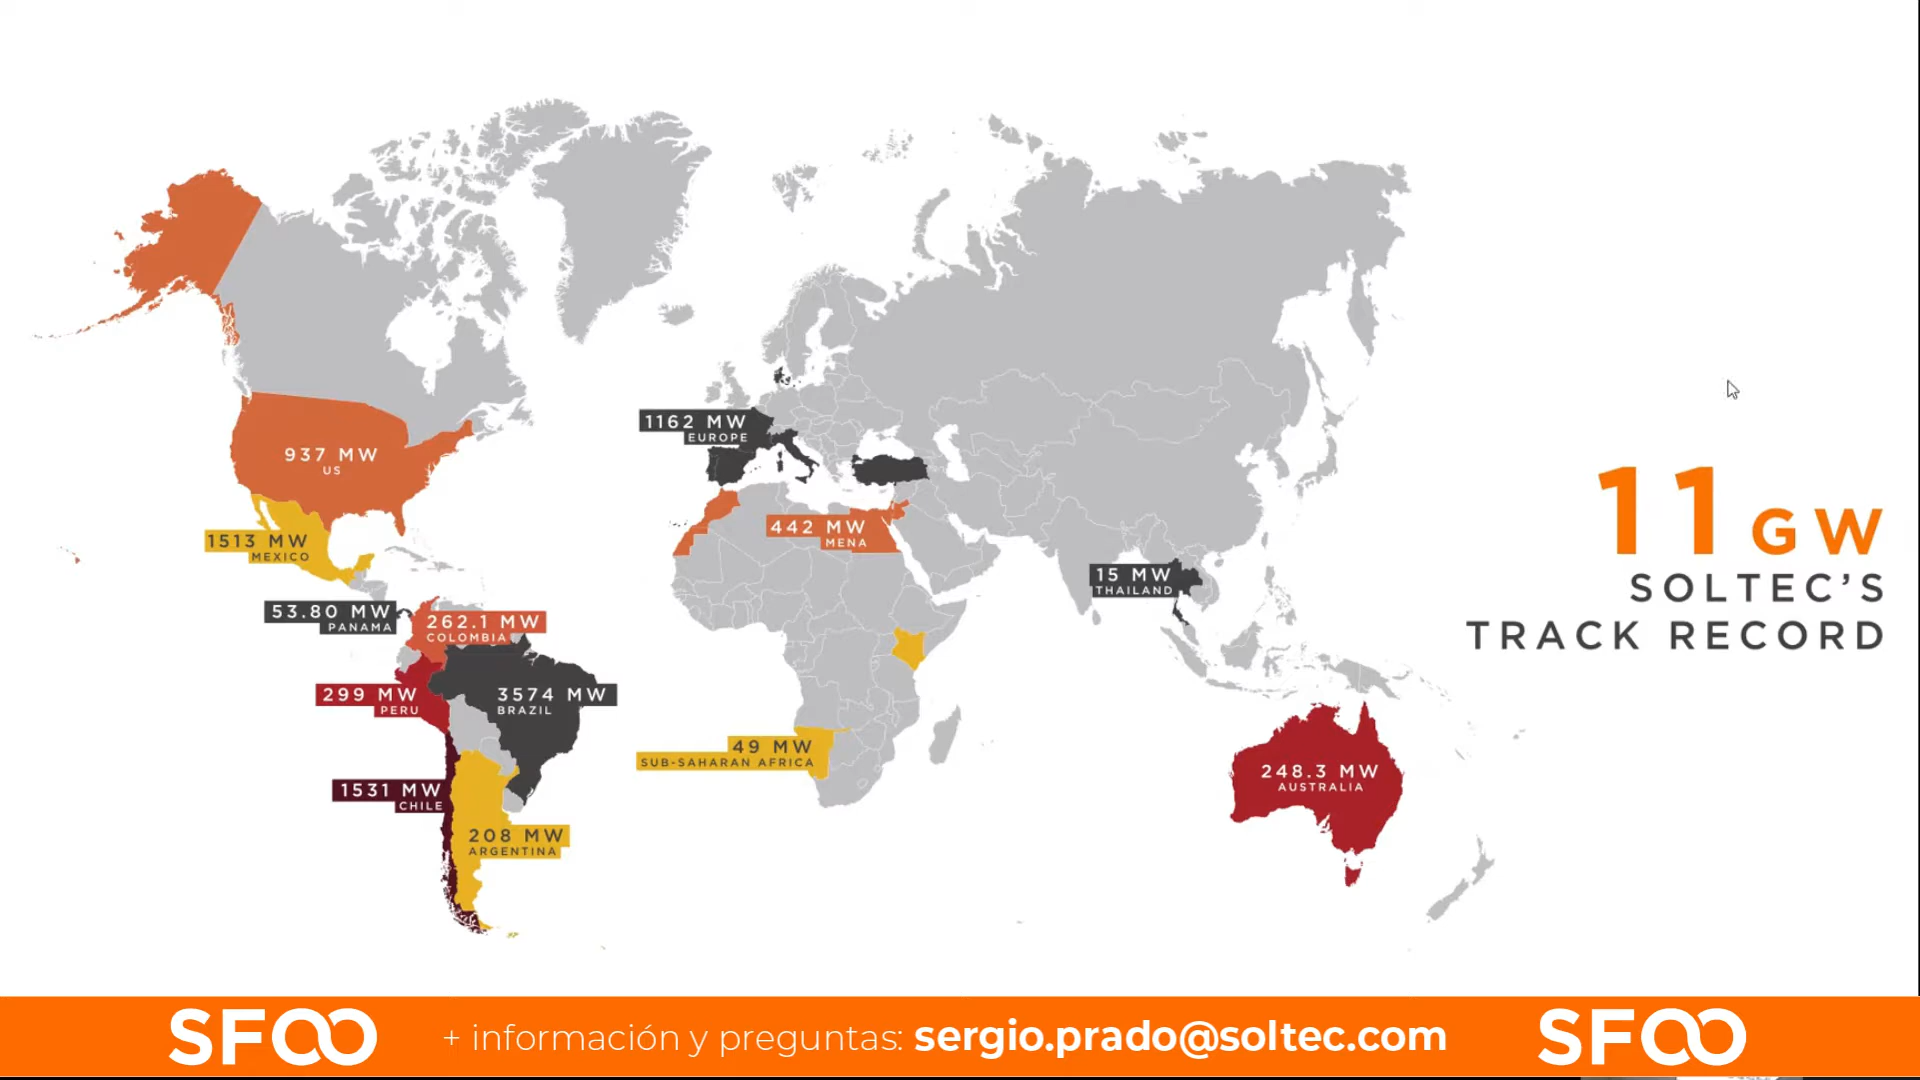 937 MW
US
1513 MW
MEXICO
53.80 MW
PANAMA
262.1 MW
COLOMBIA
299 MW
PERU
3574 MW
BRAZIL
1531 MW
CHILE
208 MW
ARGENTINA
1162 MW
EUROPE
442 MW
MENA
49 MW
SUB-SAHARAN AFRICA
15 MW
THAILAND
248.3 MW
AUSTRALIA
11 GW
SOLTEC'S
TRACK RECORD
SFOO + información y preguntas: sergio.prado@soltec.com SFOO